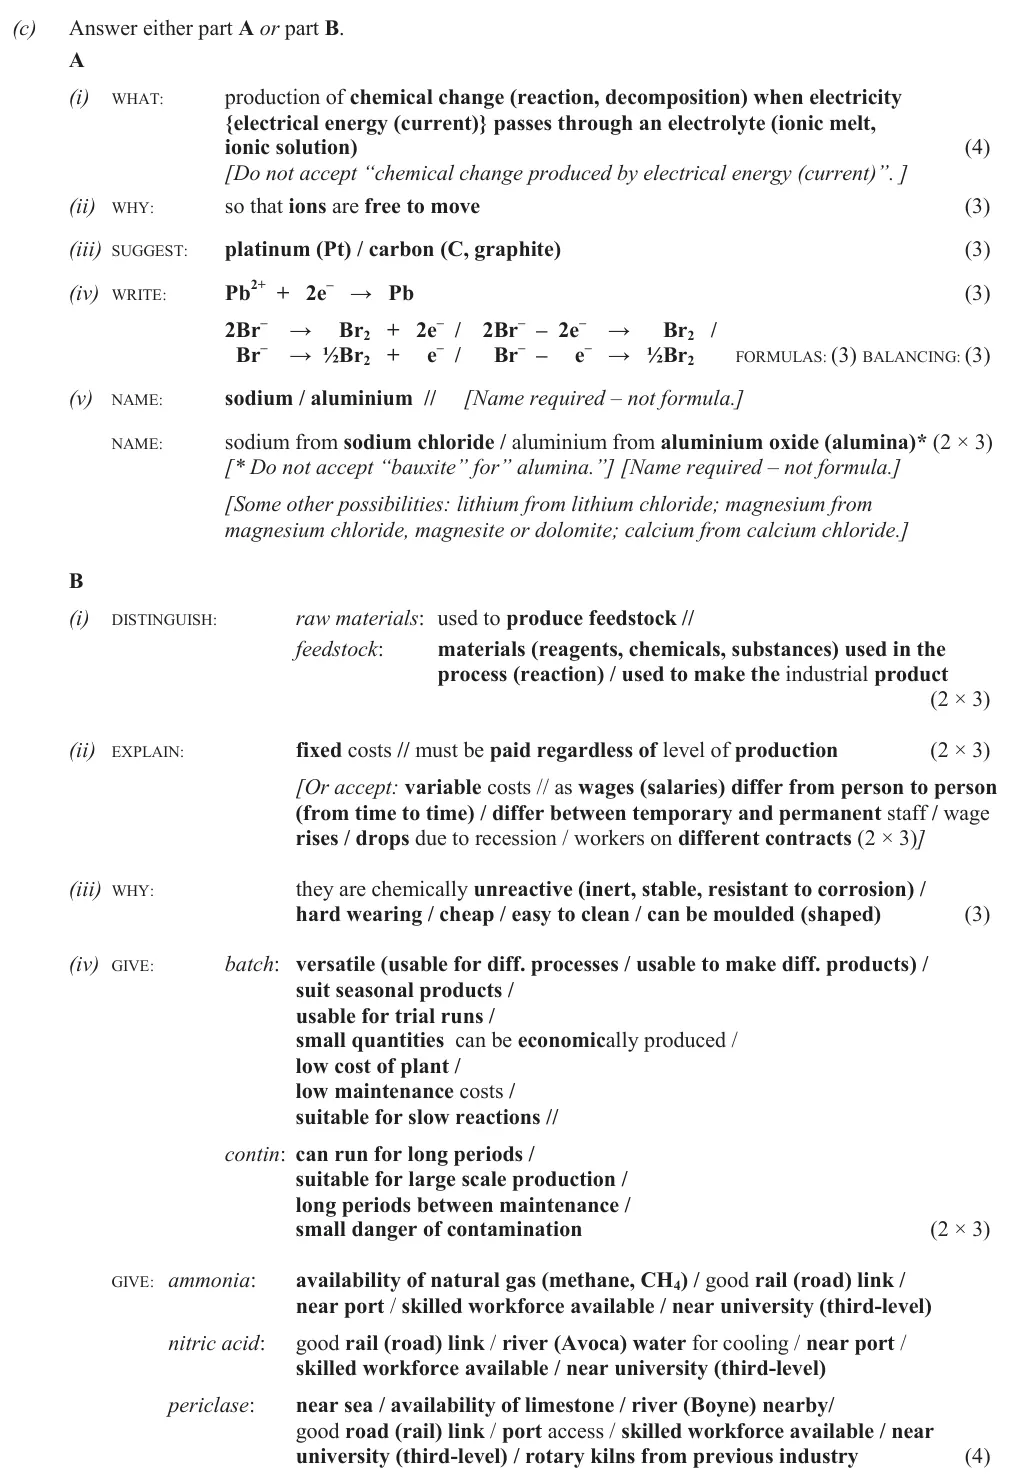 (c) Answer either part A or part B.
A
(i) WHAT: production of chemical change (reaction, decomposition) when electricity
{electrical energy (current)} passes through an electrolyte (ionic melt,
ionic solution) (4)
[Do not accept “chemical change produced by electrical energy (current)”. ]
(ii) WHY: so that ions are free to move (3)
(iii) SUGGEST: platinum (Pt) / carbon (C, graphite) (3)
(iv) WRITE: Pb²⁺ + 2e⁻ → Pb (3)
2Br⁻ → Br₂ + 2e⁻ / 2Br⁻ – 2e⁻ → Br₂ /
Br⁻ → ½Br₂ + e⁻ / Br⁻ – e⁻ → ½Br₂ FORMULAS: (3) BALANCING: (3)
(v) NAME: sodium / aluminium // [Name required – not formula.]
NAME: sodium from sodium chloride / aluminium from aluminium oxide (alumina)* (2 × 3)
[* Do not accept “bauxite” for” alumina.”] [Name required – not formula.]
[Some other possibilities: lithium from lithium chloride; magnesium from
magnesium chloride, magnesite or dolomite; calcium from calcium chloride.]
B
(i) DISTINGUISH: raw materials: used to produce feedstock //
feedstock: materials (reagents, chemicals, substances) used in the
process (reaction) / used to make the industrial product
(2 × 3)
(ii) EXPLAIN: fixed costs // must be paid regardless of level of production (2 × 3)
[Or accept: variable costs // as wages (salaries) differ from person to person
(from time to time) / differ between temporary and permanent staff / wage
rises / drops due to recession / workers on different contracts (2 × 3)]
(iii) WHY: they are chemically unreactive (inert, stable, resistant to corrosion) /
hard wearing / cheap / easy to clean / can be moulded (shaped) (3)
(iv) GIVE: batch: versatile (usable for diff. processes / usable to make diff. products) /
suit seasonal products /
usable for trial runs /
small quantities can be economically produced /
low cost of plant /
low maintenance costs /
suitable for slow reactions //
contin: can run for long periods /
suitable for large scale production /
long periods between maintenance /
small danger of contamination (2 × 3)
GIVE: ammonia: availability of natural gas (methane, CH₄) / good rail (road) link /
near port / skilled workforce available / near university (third-level)
nitric acid: good rail (road) link / river (Avoca) water for cooling / near port /
skilled workforce available / near university (third-level)
periclase: near sea / availability of limestone / river (Boyne) nearby/
good road (rail) link / port access / skilled workforce available / near
university (third-level) / rotary kilns from previous industry (4)